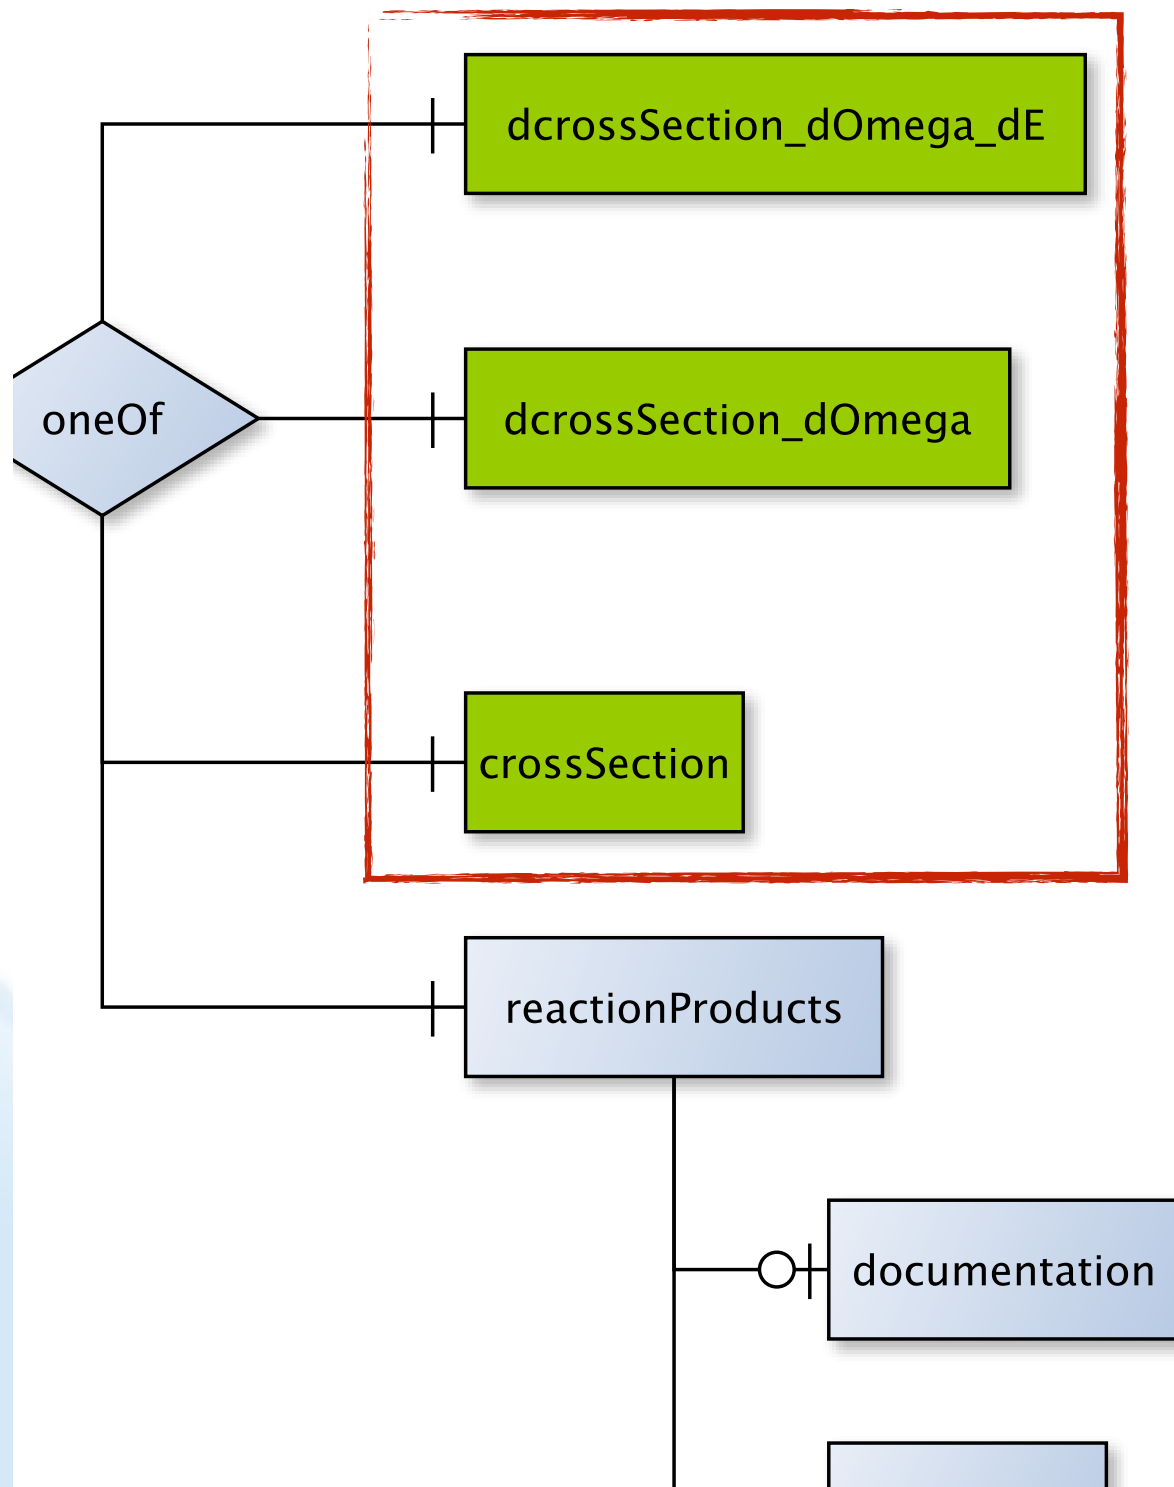 dcrossSection_dOmega_dE
oneOf
dcrossSection_dOmega
crossSection
reactionProducts
documentation